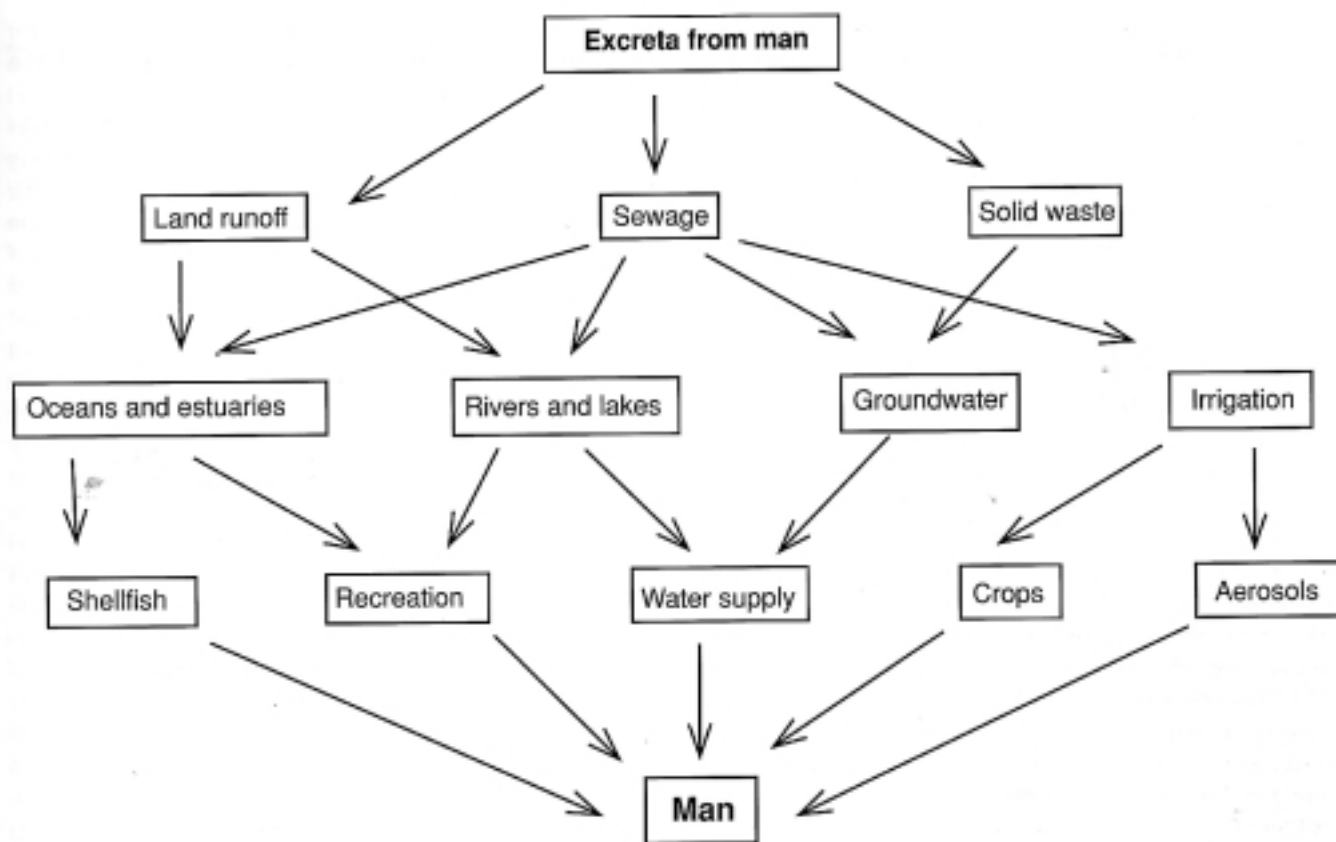 Excreta from man
Land runoff
Sewage
Solid waste
Oceans and estuaries
Rivers and lakes
Groundwater
Irrigation
Shellfish
Recreation
Water supply
Crops
Aerosols
Man